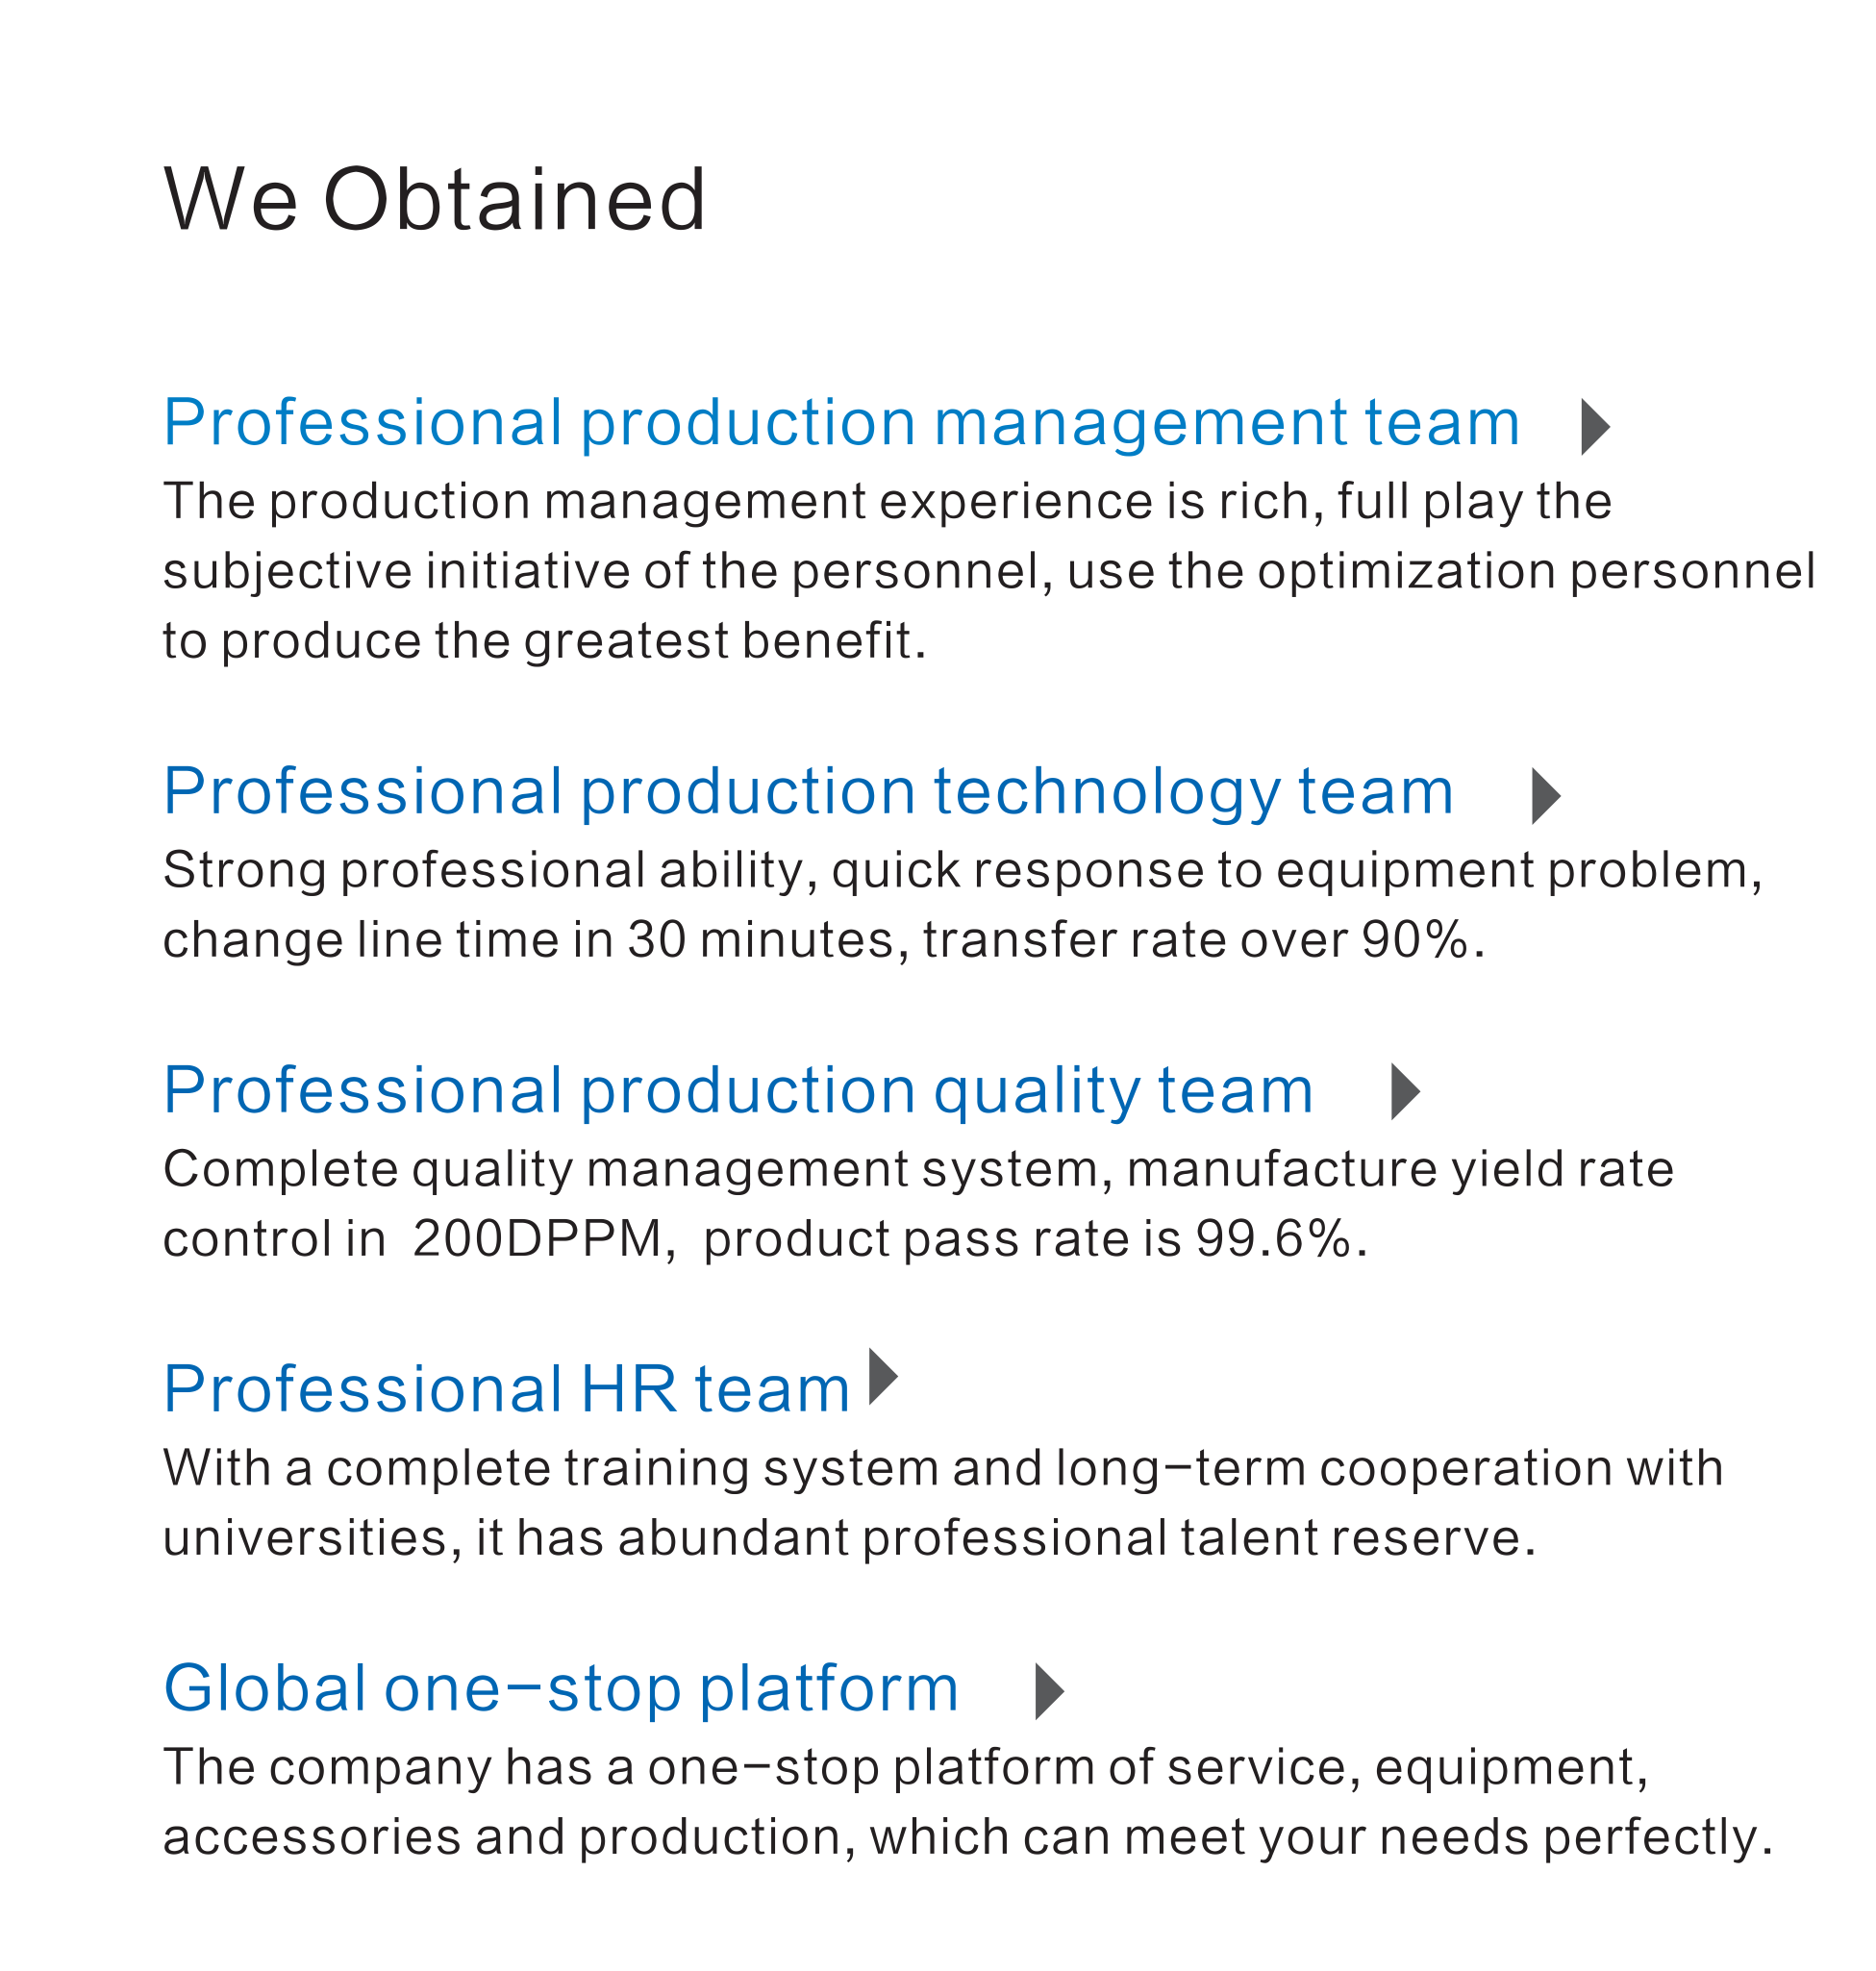 We Obtained
Professional production management team
The production management experience is rich, full play the
subjective initiative of the personnel, use the optimization personnel
to produce the greatest benefit.
Professional production technology team
Strong professional ability, quick response to equipment problem,
change line time in 30 minutes, transfer rate over 90%.
Professional production quality team
Complete quality management system, manufacture yield rate
control in  200DPPM,  product pass rate is 99.6%.
Professional HR team
With a complete training system and long-term cooperation with
universities, it has abundant professional talent reserve.
Global one-stop platform
The company has a one-stop platform of service, equipment,
accessories and production, which can meet your needs perfectly.